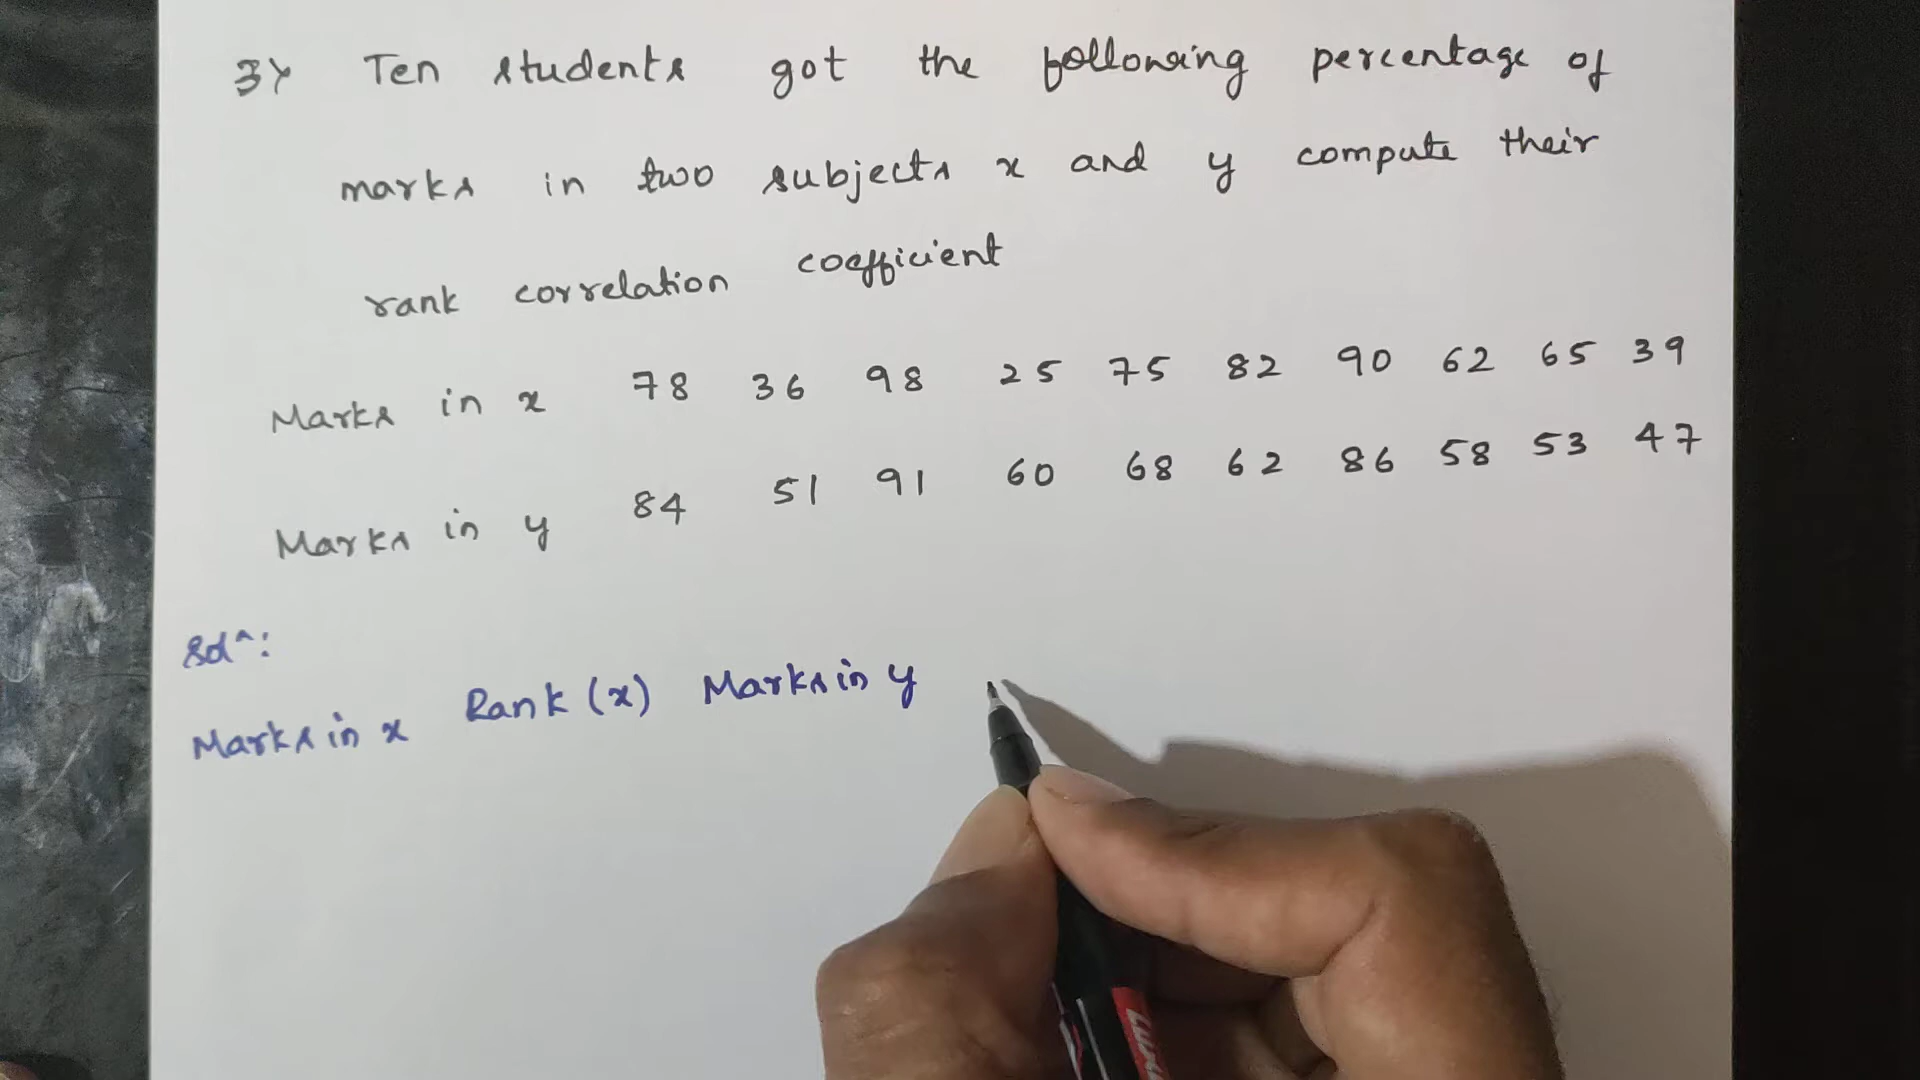 3) Ten students got the following percentage of
marks in two subjects x and y compute their
rank correlation coefficient
Marks in x 78 36 98 25 75 82 90 62 65 39
Marks in y 84 51 91 60 68 62 86 58 53 47
Soln:
Marks in x Rank (x) Marks in y